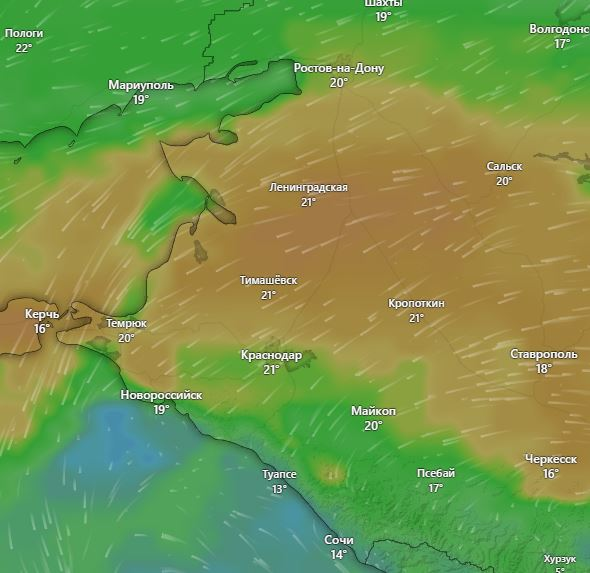 Шахты
19°
Пологи
22°
Волгодонс
17°
Ростов-на-Дону
20°
Мариуполь
19°
Сальск
20°
Ленинградская
21°
Тимашёвск
21°
Кропоткин
21°
Керчь
16°
Темрюк
20°
Краснодар
21°
Ставрополь
18°
Новороссийск
19°
Майкоп
20°
Черкесск
16°
Туапсе
13°
Псебай
17°
Сочи
14°
Хурзук
5°